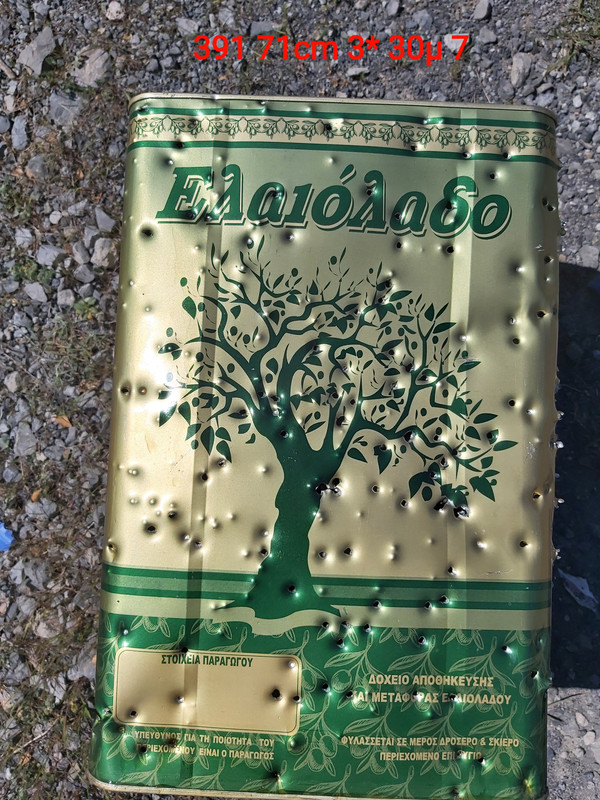 391 71cm 3* 30μ 7
Ελαιόλαδο
ΣΤΟΙΧΕΙΑ ΠΑΡΑΓΩΓΟΥ
ΔΟΧΕΙΟ ΑΠΟΘΗΚΕΥΣΗΣ
ΚΑΙ ΜΕΤΑΦΟΡΑΣ ΕΛΑΙΟΛΑΔΟΥ
ΥΠΕΥΘΥΝΟΣ ΓΙΑ ΤΗ ΠΟΙΟΤΗΤΑ ΤΟΥ
ΠΕΡΙΕΧΟΜΕΝΟΥ ΕΙΝΑΙ Ο ΠΑΡΑΓΩΓΟΣ
ΦΥΛΑΣΣΕΤΑΙ ΣΕ ΜΕΡΟΣ ΔΡΟΣΕΡΟ & ΣΚΙΕΡΟ
ΠΕΡΙΕΧΟΜΕΝΟ